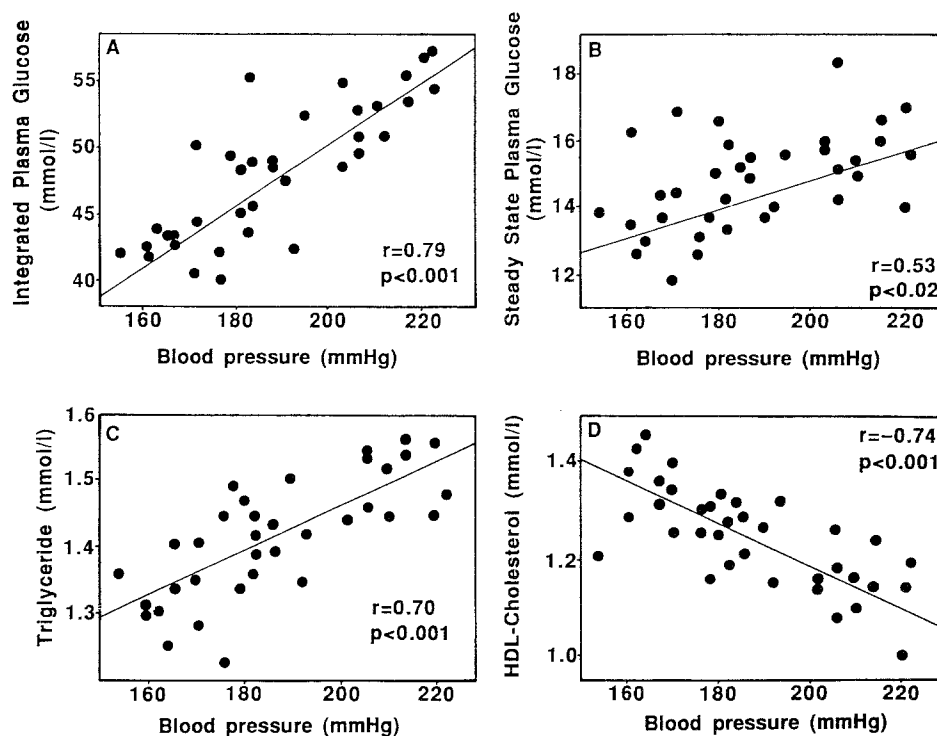 A
Integrated Plasma Glucose
(mmol/l)
55
50
45
40
r=0.79
p<0.001
160
180
200
220
Blood pressure (mmHg)
B
Steady State Plasma Glucose
(mmol/l)
18
16
14
12
r=0.53
p<0.02
160
180
200
220
Blood pressure (mmHg)
C
Triglyceride (mmol/l)
1.6
1.5
1.4
1.3
r=0.70
p<0.001
160
180
200
220
Blood pressure (mmHg)
D
HDL-Cholesterol (mmol/l)
1.4
1.2
1.0
r=-0.74
p<0.001
160
180
200
220
Blood pressure (mmHg)